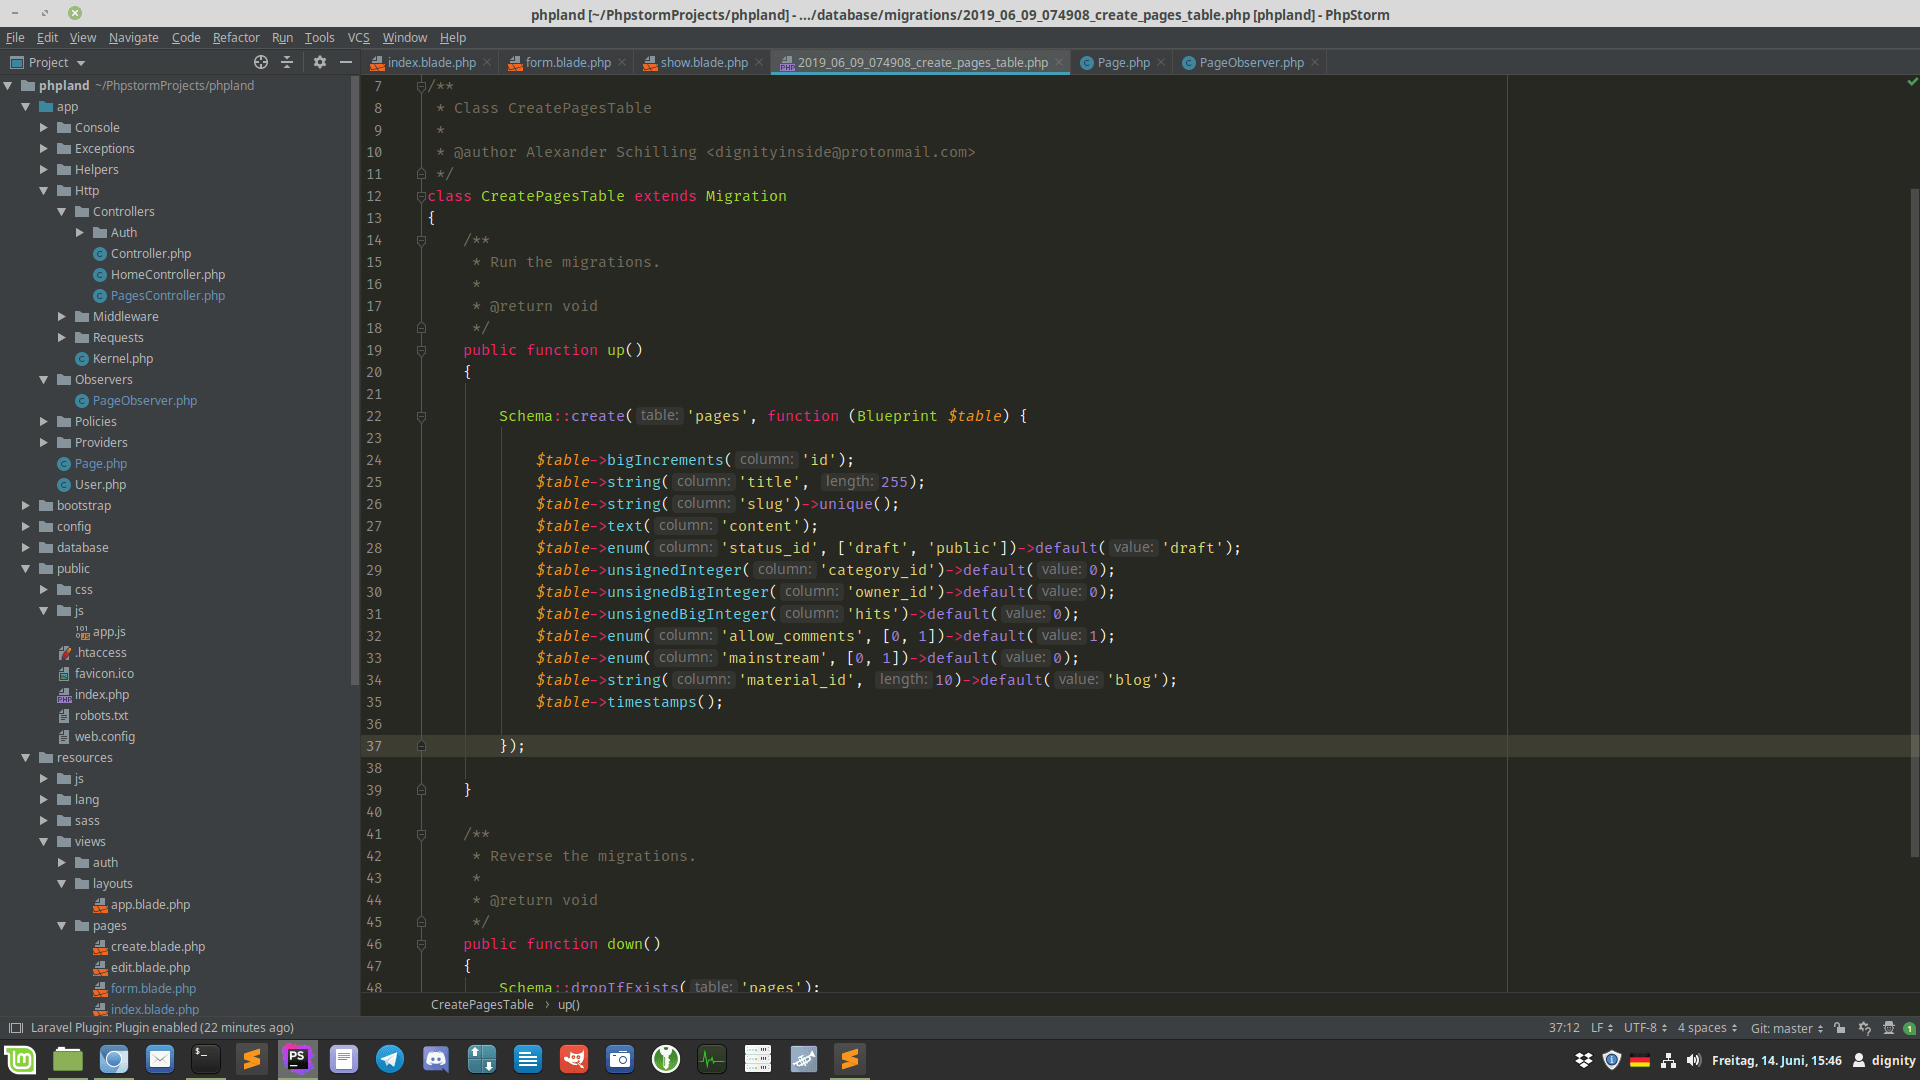 phpland [~/PhpstormProjects/phpland] - .../database/migrations/2019_06_09_074908_create_pages_table.php [phpland] - PhpStorm
File Edit View Navigate Code Refactor Run Tools VCS Window Help
Project
index.blade.php form.blade.php show.blade.php 2019_06_09_074908_create_pages_table.php Page.php PageObserver.php
phpland ~/PhpstormProjects/phpland
app
Console
Exceptions
Helpers
Http
Controllers
Auth
Controller.php
HomeController.php
PagesController.php
Middleware
Requests
Kernel.php
Observers
PageObserver.php
Policies
Providers
Page.php
User.php
bootstrap
config
database
public
css
js
app.js
.htaccess
favicon.ico
index.php
robots.txt
web.config
resources
js
lang
sass
views
auth
layouts
app.blade.php
pages
create.blade.php
edit.blade.php
form.blade.php
index.blade.php
7 /**
8 * Class CreatePagesTable
9 *
10 * @author Alexander Schilling <dignityinside@protonmail.com>
11 */
12 class CreatePagesTable extends Migration
13 {
14 /**
15 * Run the migrations.
16 *
17 * @return void
18 */
19 public function up()
20 {
21
22 Schema::create( table: 'pages', function (Blueprint $table) {
23
24 $table->bigIncrements( column: 'id');
25 $table->string( column: 'title', length: 255);
26 $table->string( column: 'slug')->unique();
27 $table->text( column: 'content');
28 $table->enum( column: 'status_id', ['draft', 'public'])->default( value: 'draft');
29 $table->unsignedInteger( column: 'category_id')->default( value: 0);
30 $table->unsignedBigInteger( column: 'owner_id')->default( value: 0);
31 $table->unsignedBigInteger( column: 'hits')->default( value: 0);
32 $table->enum( column: 'allow_comments', [0, 1])->default( value: 1);
33 $table->enum( column: 'mainstream', [0, 1])->default( value: 0);
34 $table->string( column: 'material_id', length: 10)->default( value: 'blog');
35 $table->timestamps();
36
37 });
38
39 }
40
41 /**
42 * Reverse the migrations.
43 *
44 * @return void
45 */
46 public function down()
47 {
48 Schema::dropIfExists( table: 'pages');
CreatePagesTable › up()
Laravel Plugin: Plugin enabled (22 minutes ago)
37:12 LF UTF-8 4 spaces Git: master 1
PS
Freitag, 14. Juni, 15:46 dignity